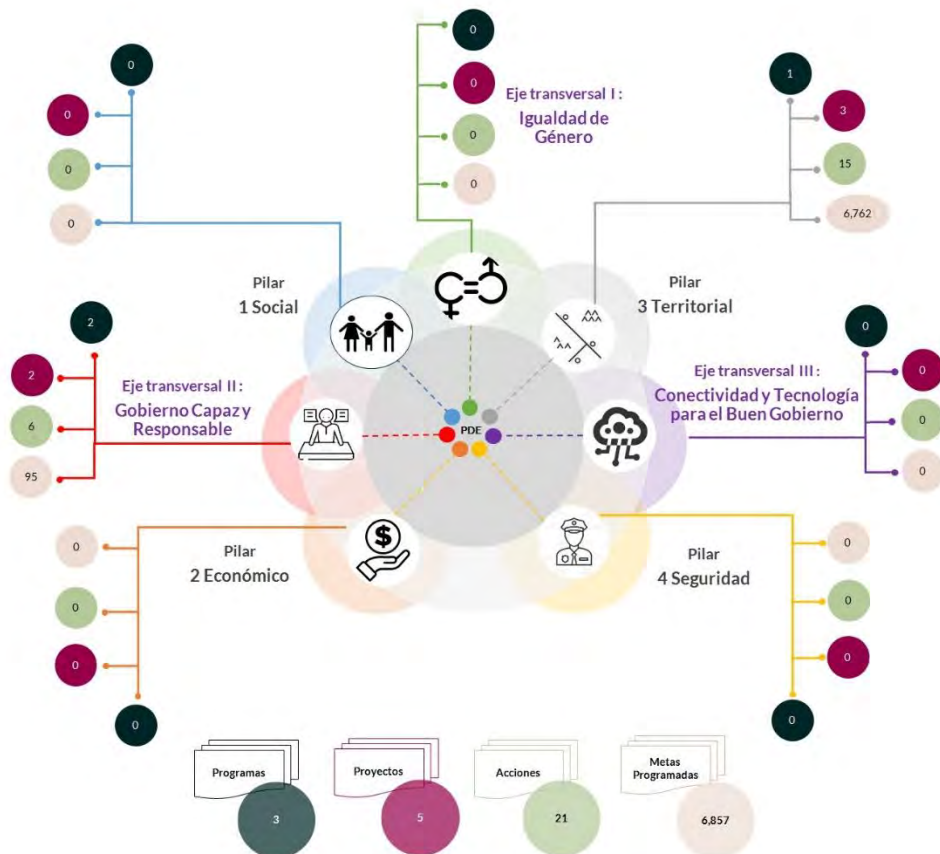 0
0
0
0
0
0
0
0
Eje transversal I :
Igualdad de
Género
1
3
15
6,762
Pilar
1 Social
Pilar
3 Territorial
2
2
6
95
Eje transversal II :
Gobierno Capaz y
Responsable
PDE
Eje transversal III :
Conectividad y Tecnología
para el Buen Gobierno
0
0
0
0
0
0
0
0
Pilar
2 Económico
$
Pilar
4 Seguridad
0
0
0
0
Programas
3
Proyectos
5
Acciones
21
Metas
Programadas
6,857